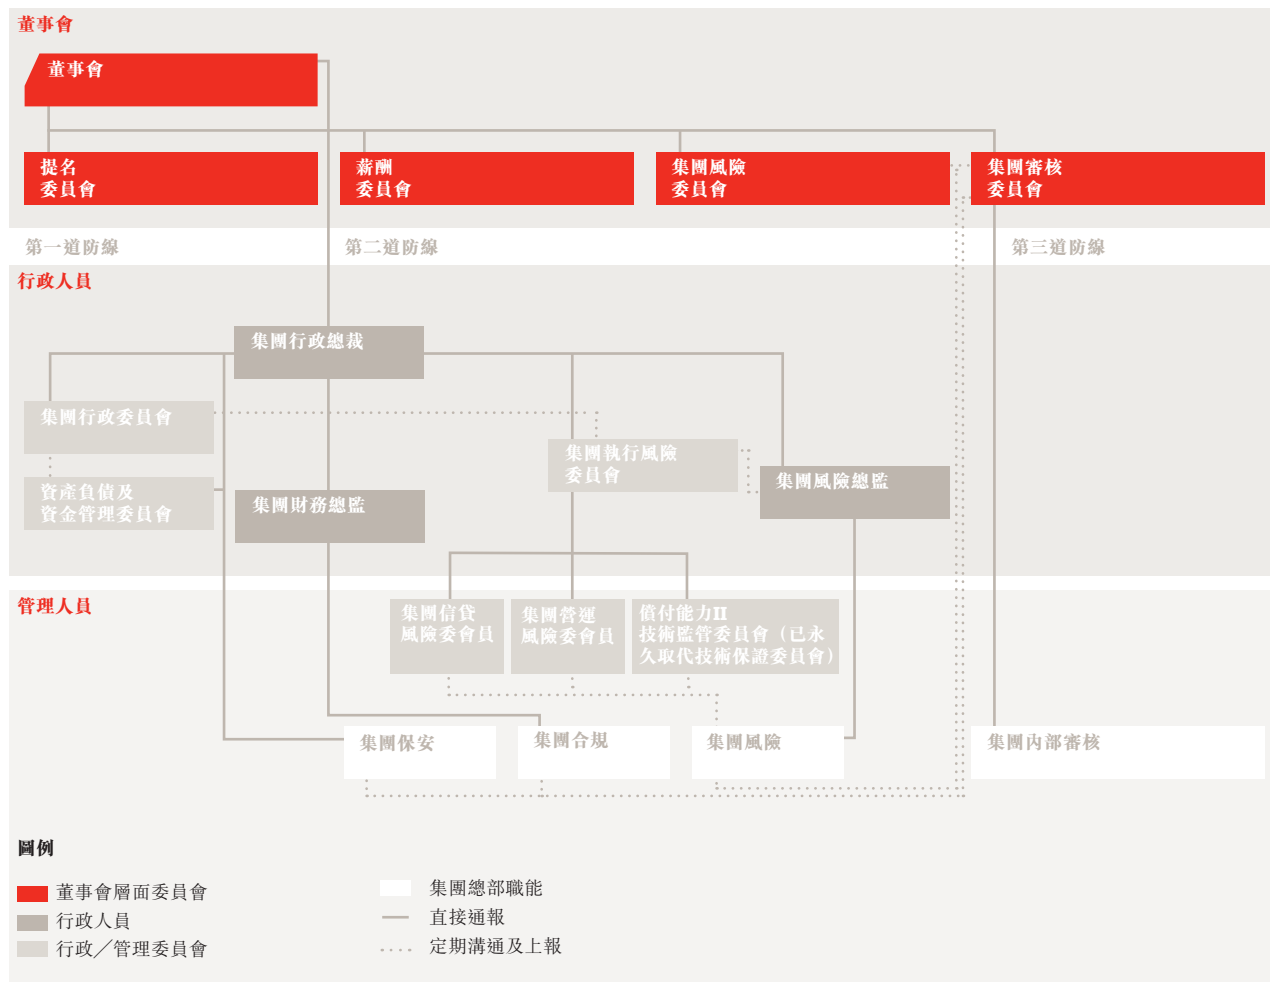 董事會
董事會
提名
委員會
薪酬
委員會
集團風險
委員會
集團審核
委員會
第一道防線
第二道防線
第三道防線
行政人員
集團行政總裁
集團行政委員會
集團執行風險
委員會
集團風險總監
資產負債及
資金管理委員會
集團財務總監
管理人員
集團信貸
風險委會員
集團營運
風險委會員
償付能力II
技術監管委員會（已永
久取代技術保證委員會）
集團保安
集團合規
集團風險
集團內部審核
圖例
董事會層面委員會
行政人員
行政／管理委員會
集團總部職能
直接通報
定期溝通及上報